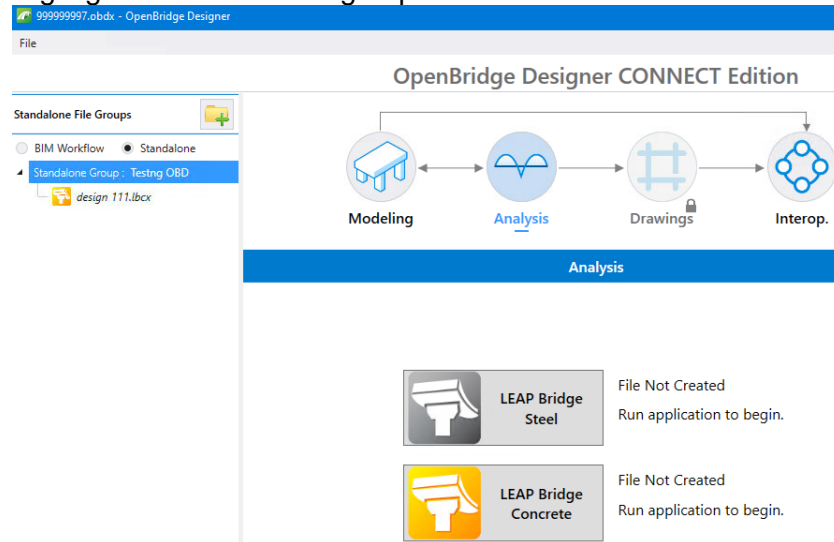 999999997.obdx - OpenBridge Designer
File
OpenBridge Designer CONNECT Edition
Standalone File Groups
BIM Workflow Standalone
Standalone Group : Testng OBD
design 111.lbcx
Modeling Analysis Drawings Interop.
Analysis
LEAP Bridge
Steel
File Not Created
Run application to begin.
LEAP Bridge
Concrete
File Not Created
Run application to begin.